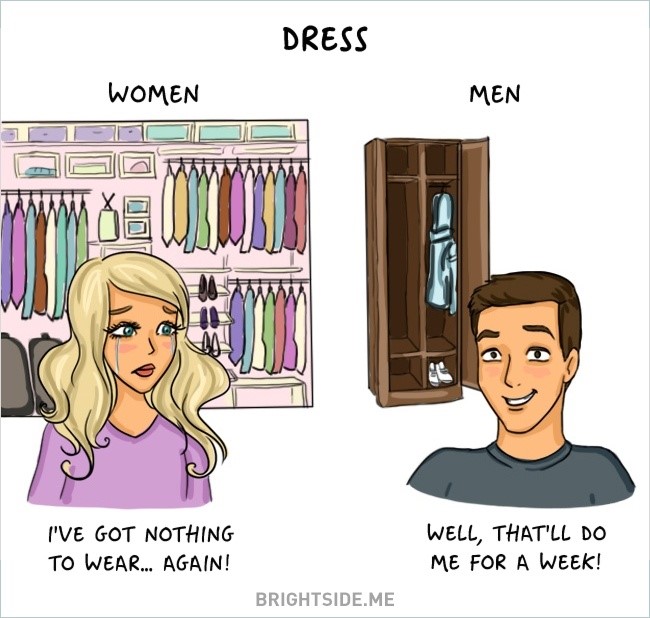 DRESS
WOMEN
MEN
I'VE GOT NOTHING
TO WEAR... AGAIN!
WELL, THAT'LL DO
ME FOR A WEEK!
BRIGHTSIDE.ME